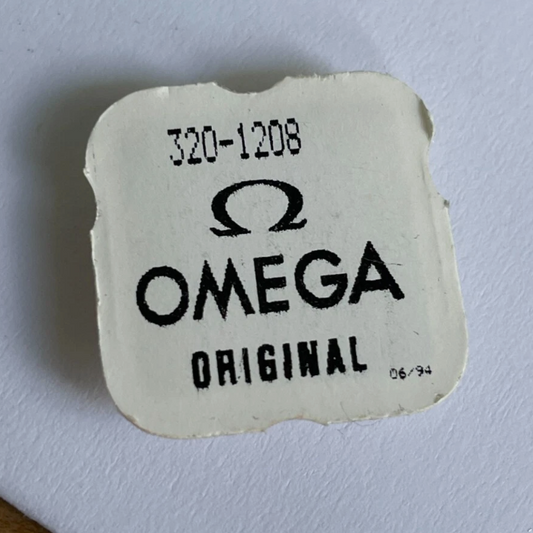 320-1208
Ω
OMEGA
ORIGINAL 06/94